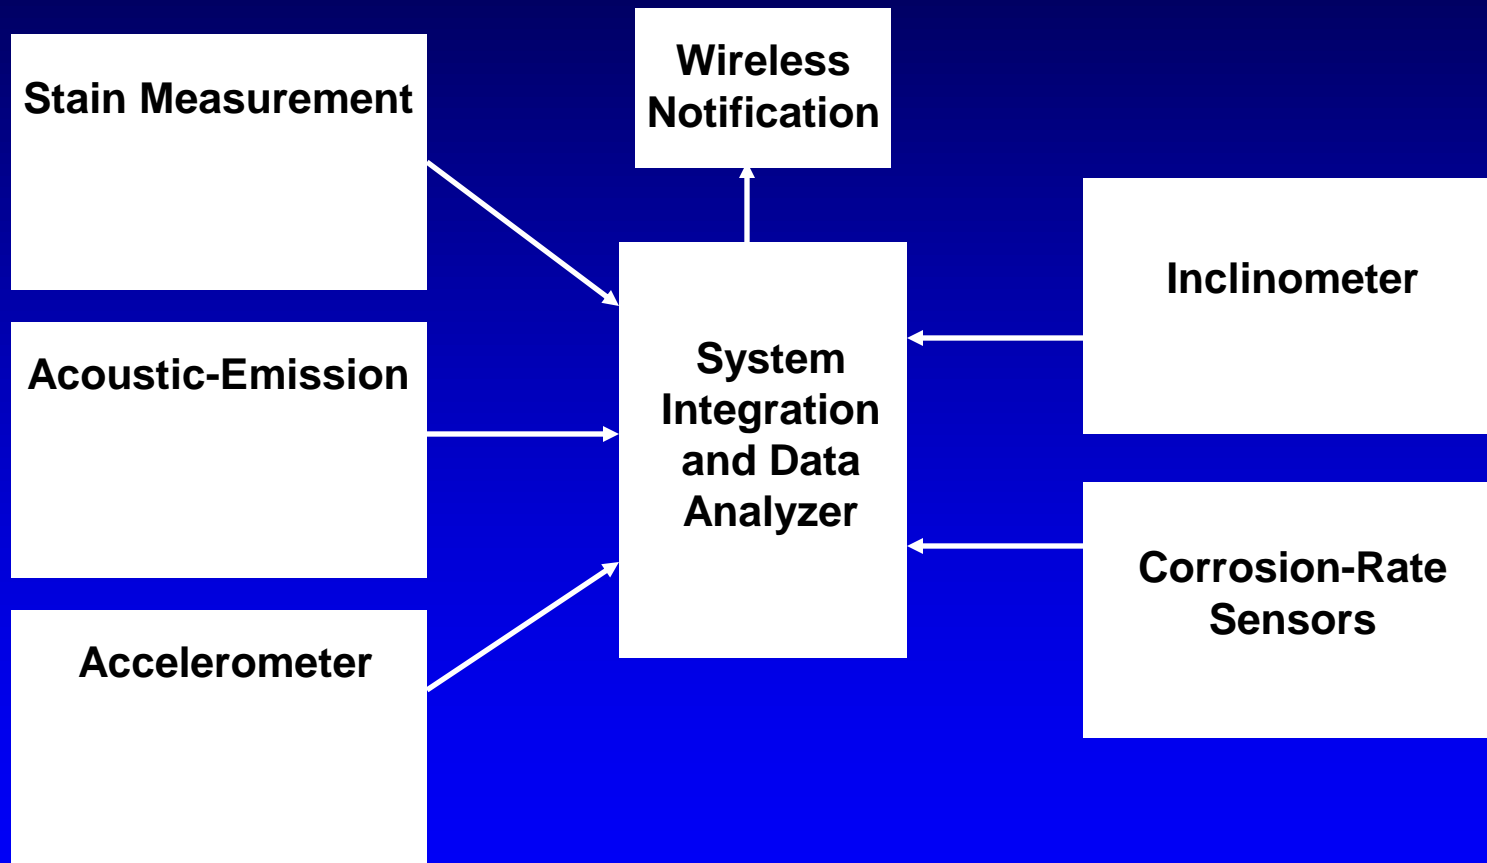 Stain Measurement
Wireless
Notification
Acoustic-Emission
Accelerometer
System
Integration
and Data
Analyzer
Inclinometer
Corrosion-Rate
Sensors